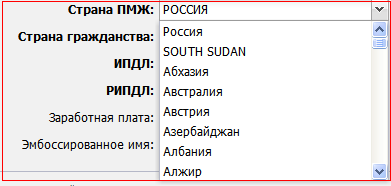 Страна ПМЖ: РОССИЯ
Страна гражданства: Россия
SOUTH SUDAN
ИПДЛ: Абхазия
РИПДЛ: Австралия
Заработная плата: Австрия
Азербайджан
Эмбоссированное имя: Албания
Алжир